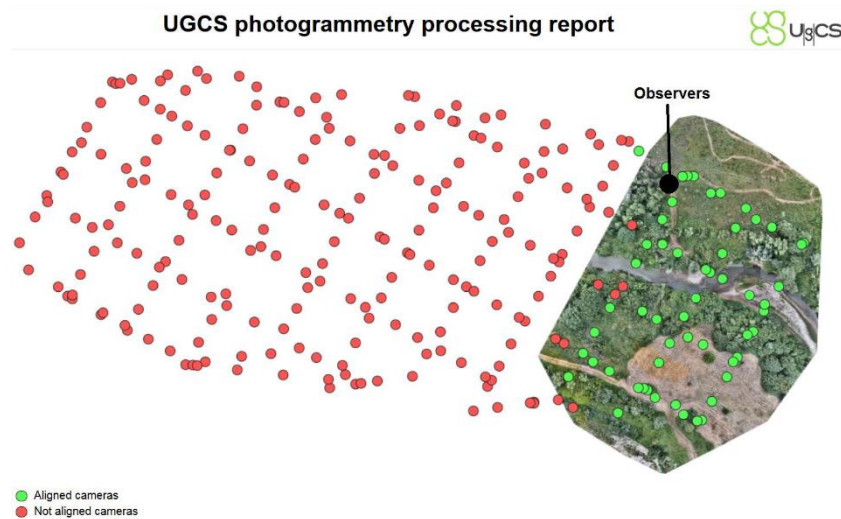 UGCS photogrammetry processing report
UgCS
Observers
Aligned cameras
Not aligned cameras